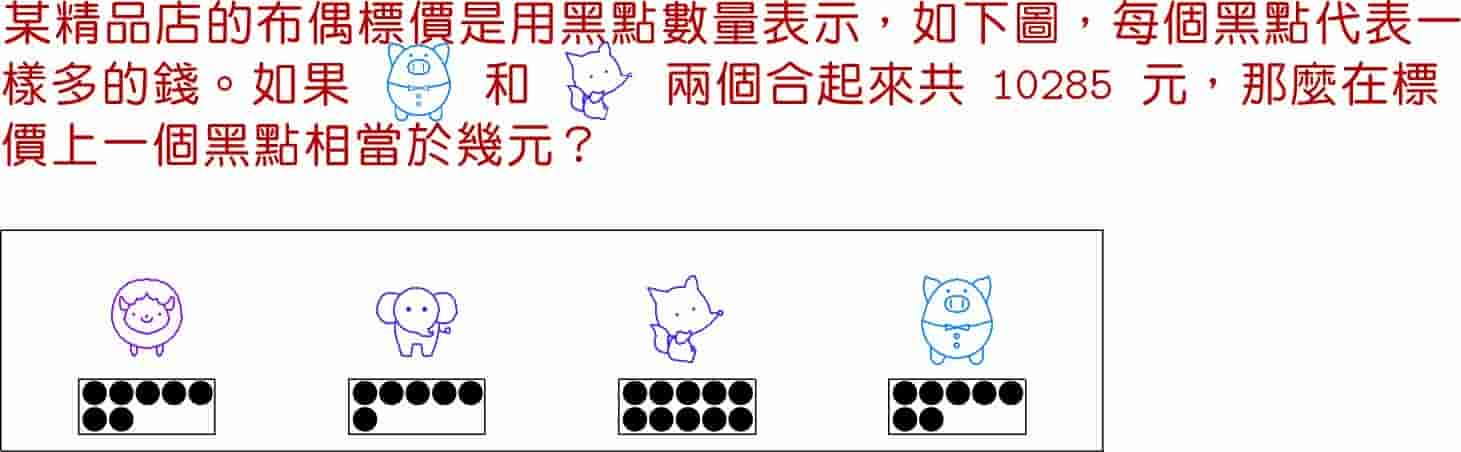 某精品店的布偶標價是用黑點數量表示，如下圖，每個黑點代表一
樣多的錢。如果 和 兩個合起來共 10285 元，那麼在標
價上一個黑點相當於幾元？